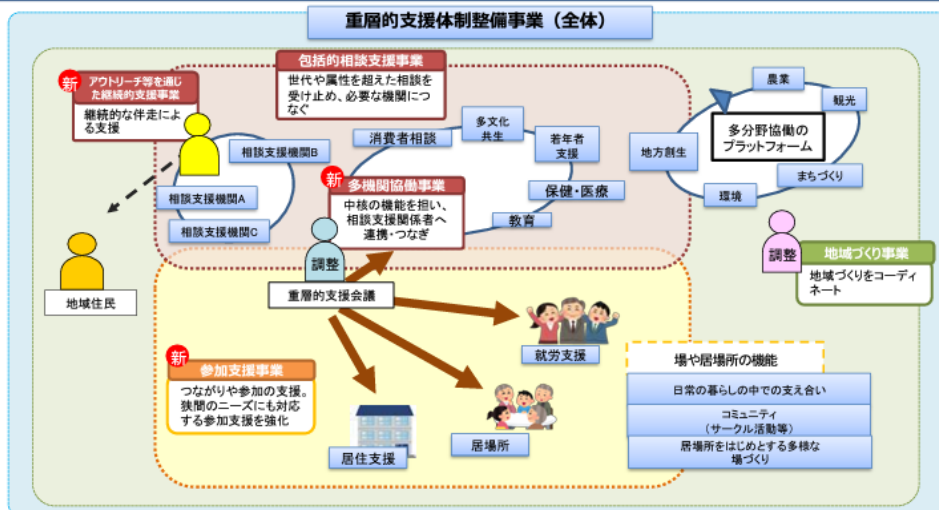 重層的支援体制整備事業（全体）
新
アウトリーチ等を通じ
た継続的支援事業
継続的な伴走によ
る支援
包括的相談支援事業
世代や属性を超えた相談を
受け止め、必要な機関につ
なぐ
相談支援機関B
相談支援機関A
相談支援機関C
消費者相談
多文化
共生
若年者
支援
保健・医療
教育
新
多機関協働事業
中核の機能を担い、
相談支援関係者へ
連携・つなぎ
調整
重層的支援会議
農業
観光
地方創生
多分野協働の
プラットフォーム
まちづくり
環境
調整
地域づくり事業
地域づくりをコーディ
ネート
地域住民
新
参加支援事業
つながりや参加の支援。
狭間のニーズにも対応
する参加支援を強化
就労支援
居場所
居住支援
場や居場所の機能
日常の暮らしの中での支え合い
コミュニティ
（サークル活動等）
居場所をはじめとする多様な
場づくり